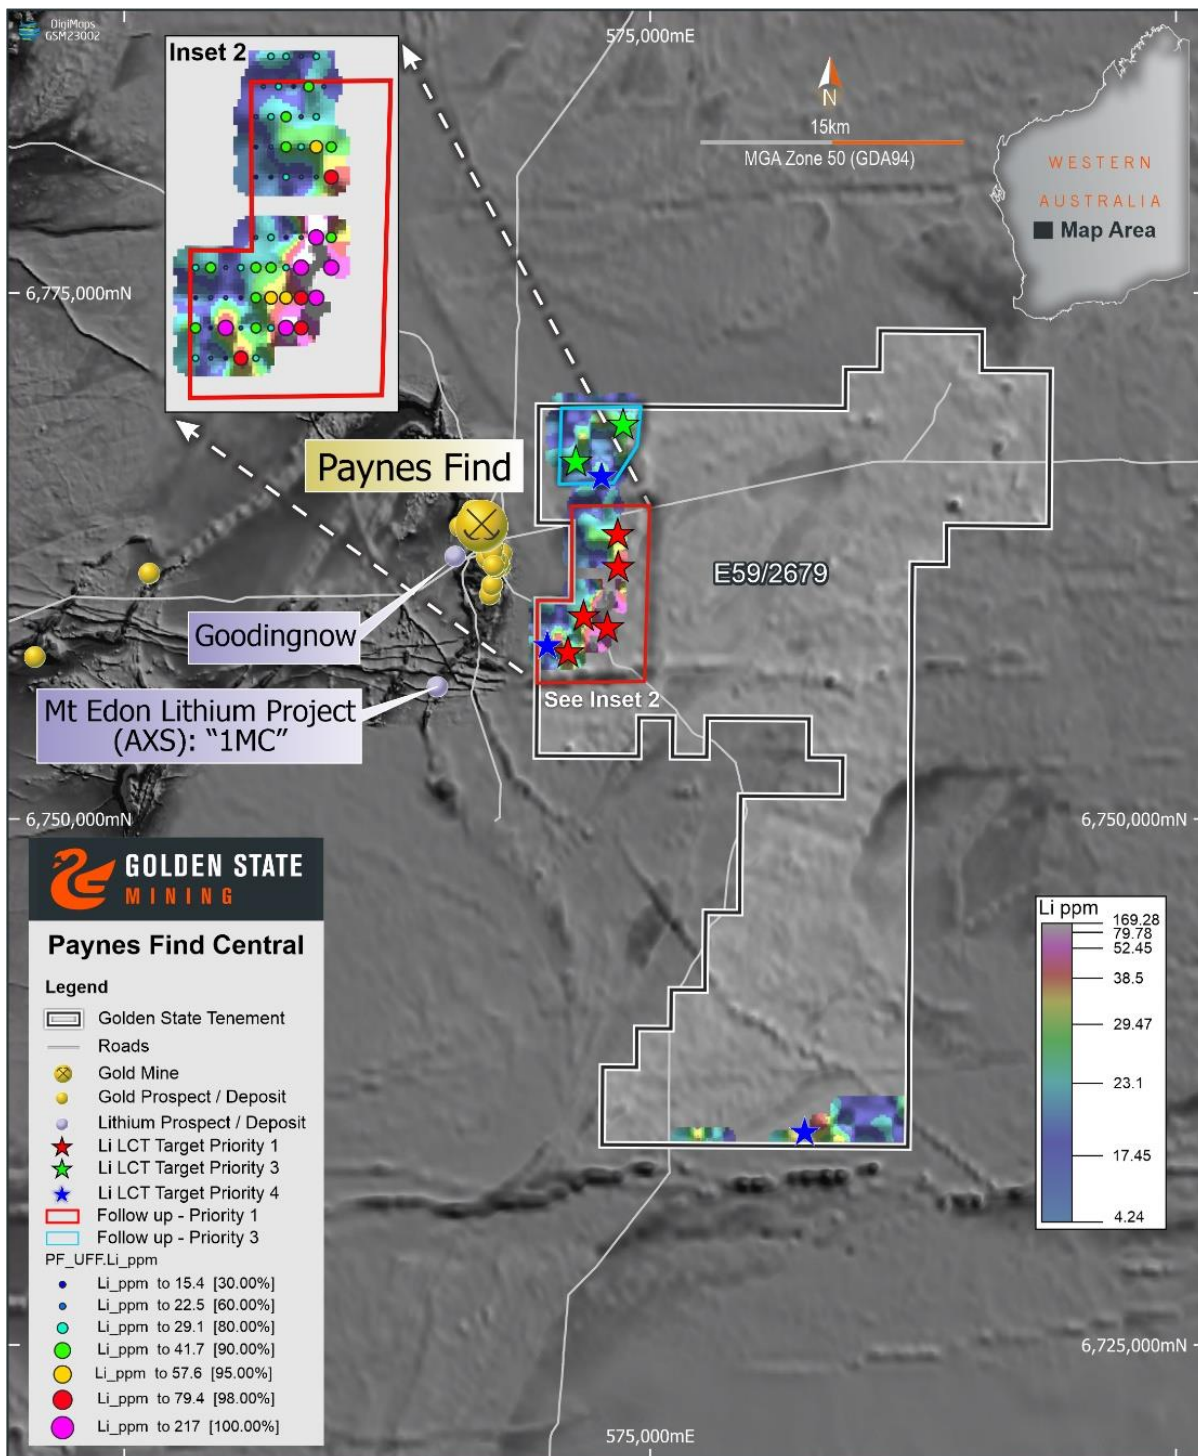 DigiMaps
GSM23002
575,000mE
Inset 2
N
15km
MGA Zone 50 (GDA94)
WESTERN
AUSTRALIA
Map Area
6,775,000mN
Paynes Find
E59/2679
Goodingnow
See Inset 2
Mt Edon Lithium Project
(AXS): “1MC”
6,750,000mN
6,750,000mN
GOLDEN STATE
MINING
Paynes Find Central
Legend
Golden State Tenement
Roads
Gold Mine
Gold Prospect / Deposit
Lithium Prospect / Deposit
Li LCT Target Priority 1
Li LCT Target Priority 3
Li LCT Target Priority 4
Follow up - Priority 1
Follow up - Priority 3
PF_UFF.Li_ppm
Li_ppm to 15.4 [30.00%]
Li_ppm to 22.5 [60.00%]
Li_ppm to 29.1 [80.00%]
Li_ppm to 41.7 [90.00%]
Li_ppm to 57.6 [95.00%]
Li_ppm to 79.4 [98.00%]
Li_ppm to 217 [100.00%]
Li ppm
169.28
79.78
52.45
38.5
29.47
23.1
17.45
4.24
6,725,000mN
575,000mE